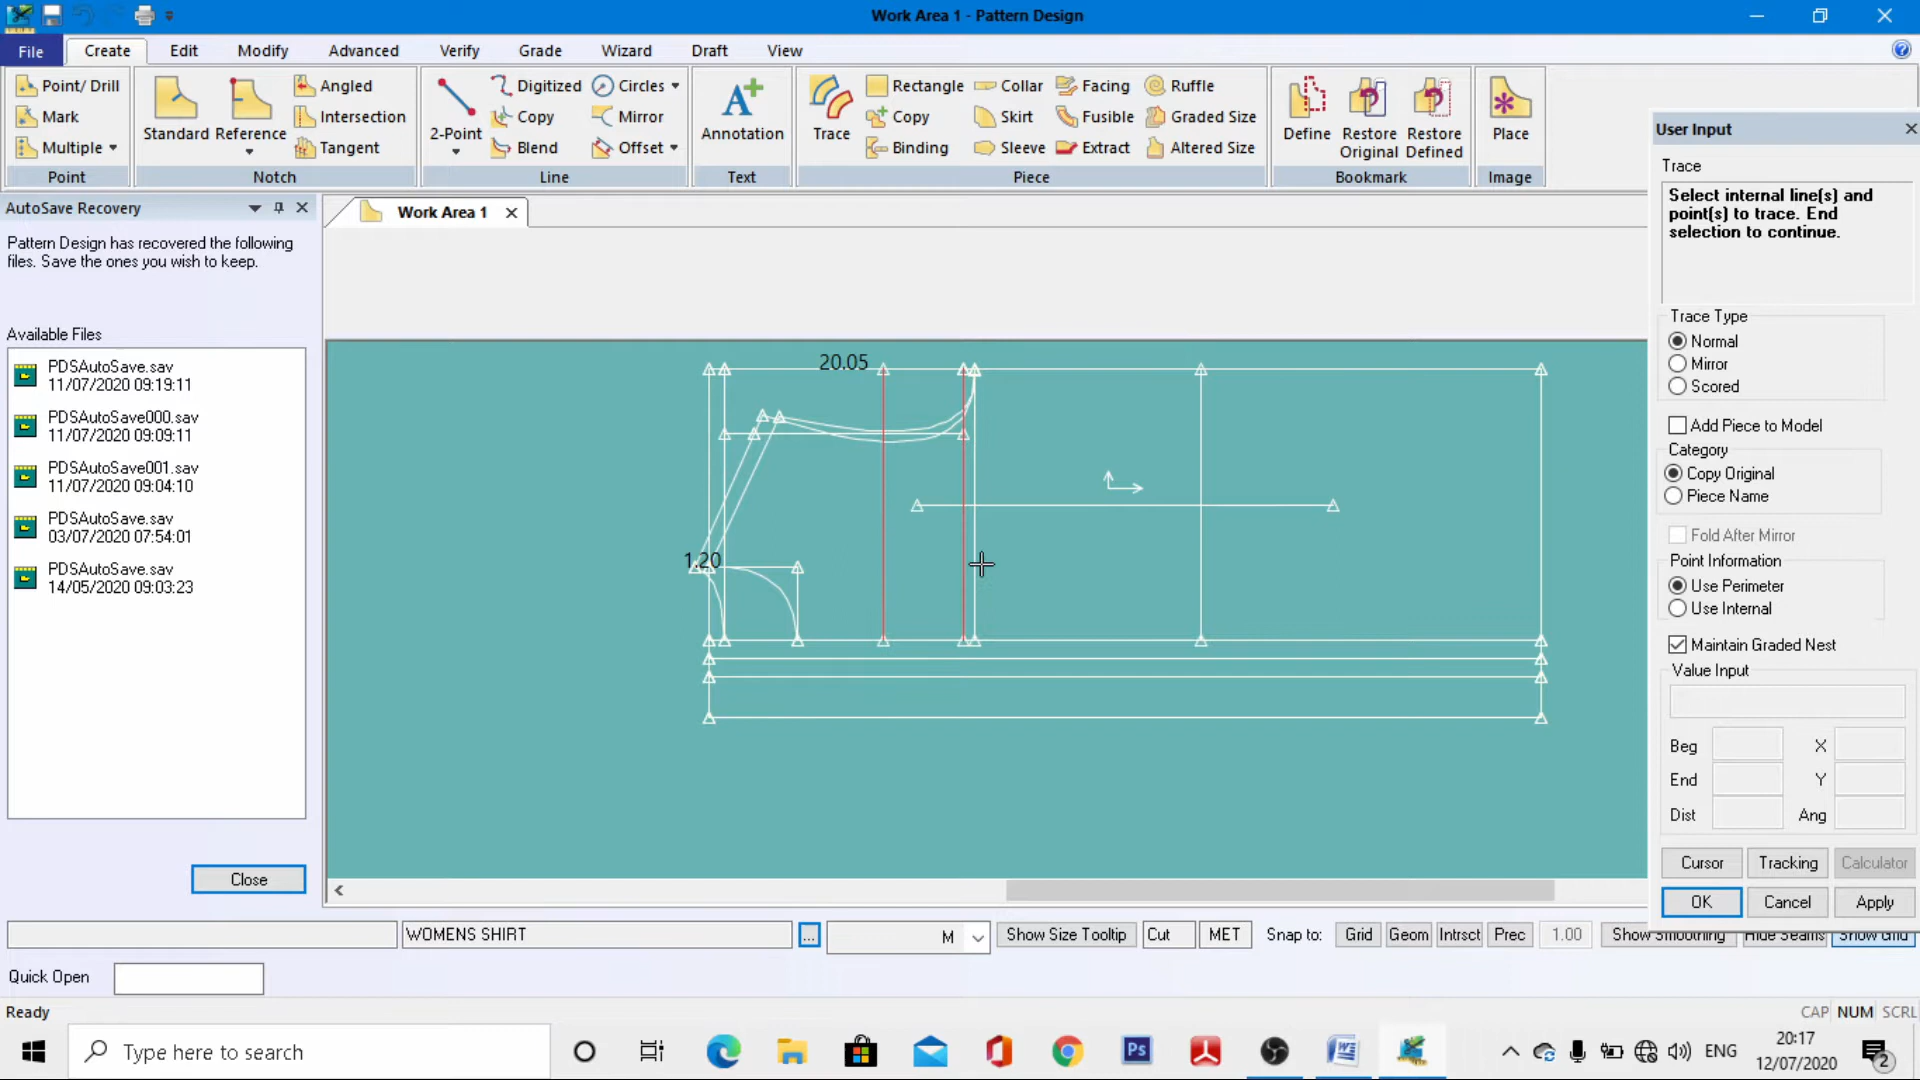 Work Area 1 - Pattern Design
File Create Edit Modify Advanced Verify Grade Wizard Draft View
Point/ Drill
Mark
Multiple
Point
Standard
Reference
Angled
Intersection
Tangent
Notch
2-Point
Digitized
Copy
Blend
Circles
Mirror
Offset
Line
Annotation
Text
Trace
Rectangle
Copy
Binding
Collar
Skirt
Sleeve
Facing
Fusible
Extract
Ruffle
Graded Size
Altered Size
Piece
Define
Restore Original
Restore Defined
Bookmark
Place
Image
AutoSave Recovery
Pattern Design has recovered the following
files. Save the ones you wish to keep.
Available Files
PDSAutoSave.sav
11/07/2020 09:19:11
PDSAutoSave000.sav
11/07/2020 09:09:11
PDSAutoSave001.sav
11/07/2020 09:04:10
PDSAutoSave.sav
03/07/2020 07:54:01
PDSAutoSave.sav
14/05/2020 09:03:23
Close
Work Area 1
20.05
1.20
User Input
Trace
Select internal line(s) and
point(s) to trace. End
selection to continue.
Trace Type
Normal
Mirror
Scored
Add Piece to Model
Category
Copy Original
Piece Name
Fold After Mirror
Point Information
Use Perimeter
Use Internal
Maintain Graded Nest
Value Input
Beg X
End Y
Dist Ang
Cursor Tracking Calculator
OK Cancel Apply
WOMENS SHIRT ... M Show Size Tooltip Cut MET Snap to: Grid Geom Intrsct Prec 1.00 Show Smoothing Hide Seams Show Grid
Quick Open
Ready
CAP NUM SCRL
Type here to search
Ps
ENG
20:17
12/07/2020
2